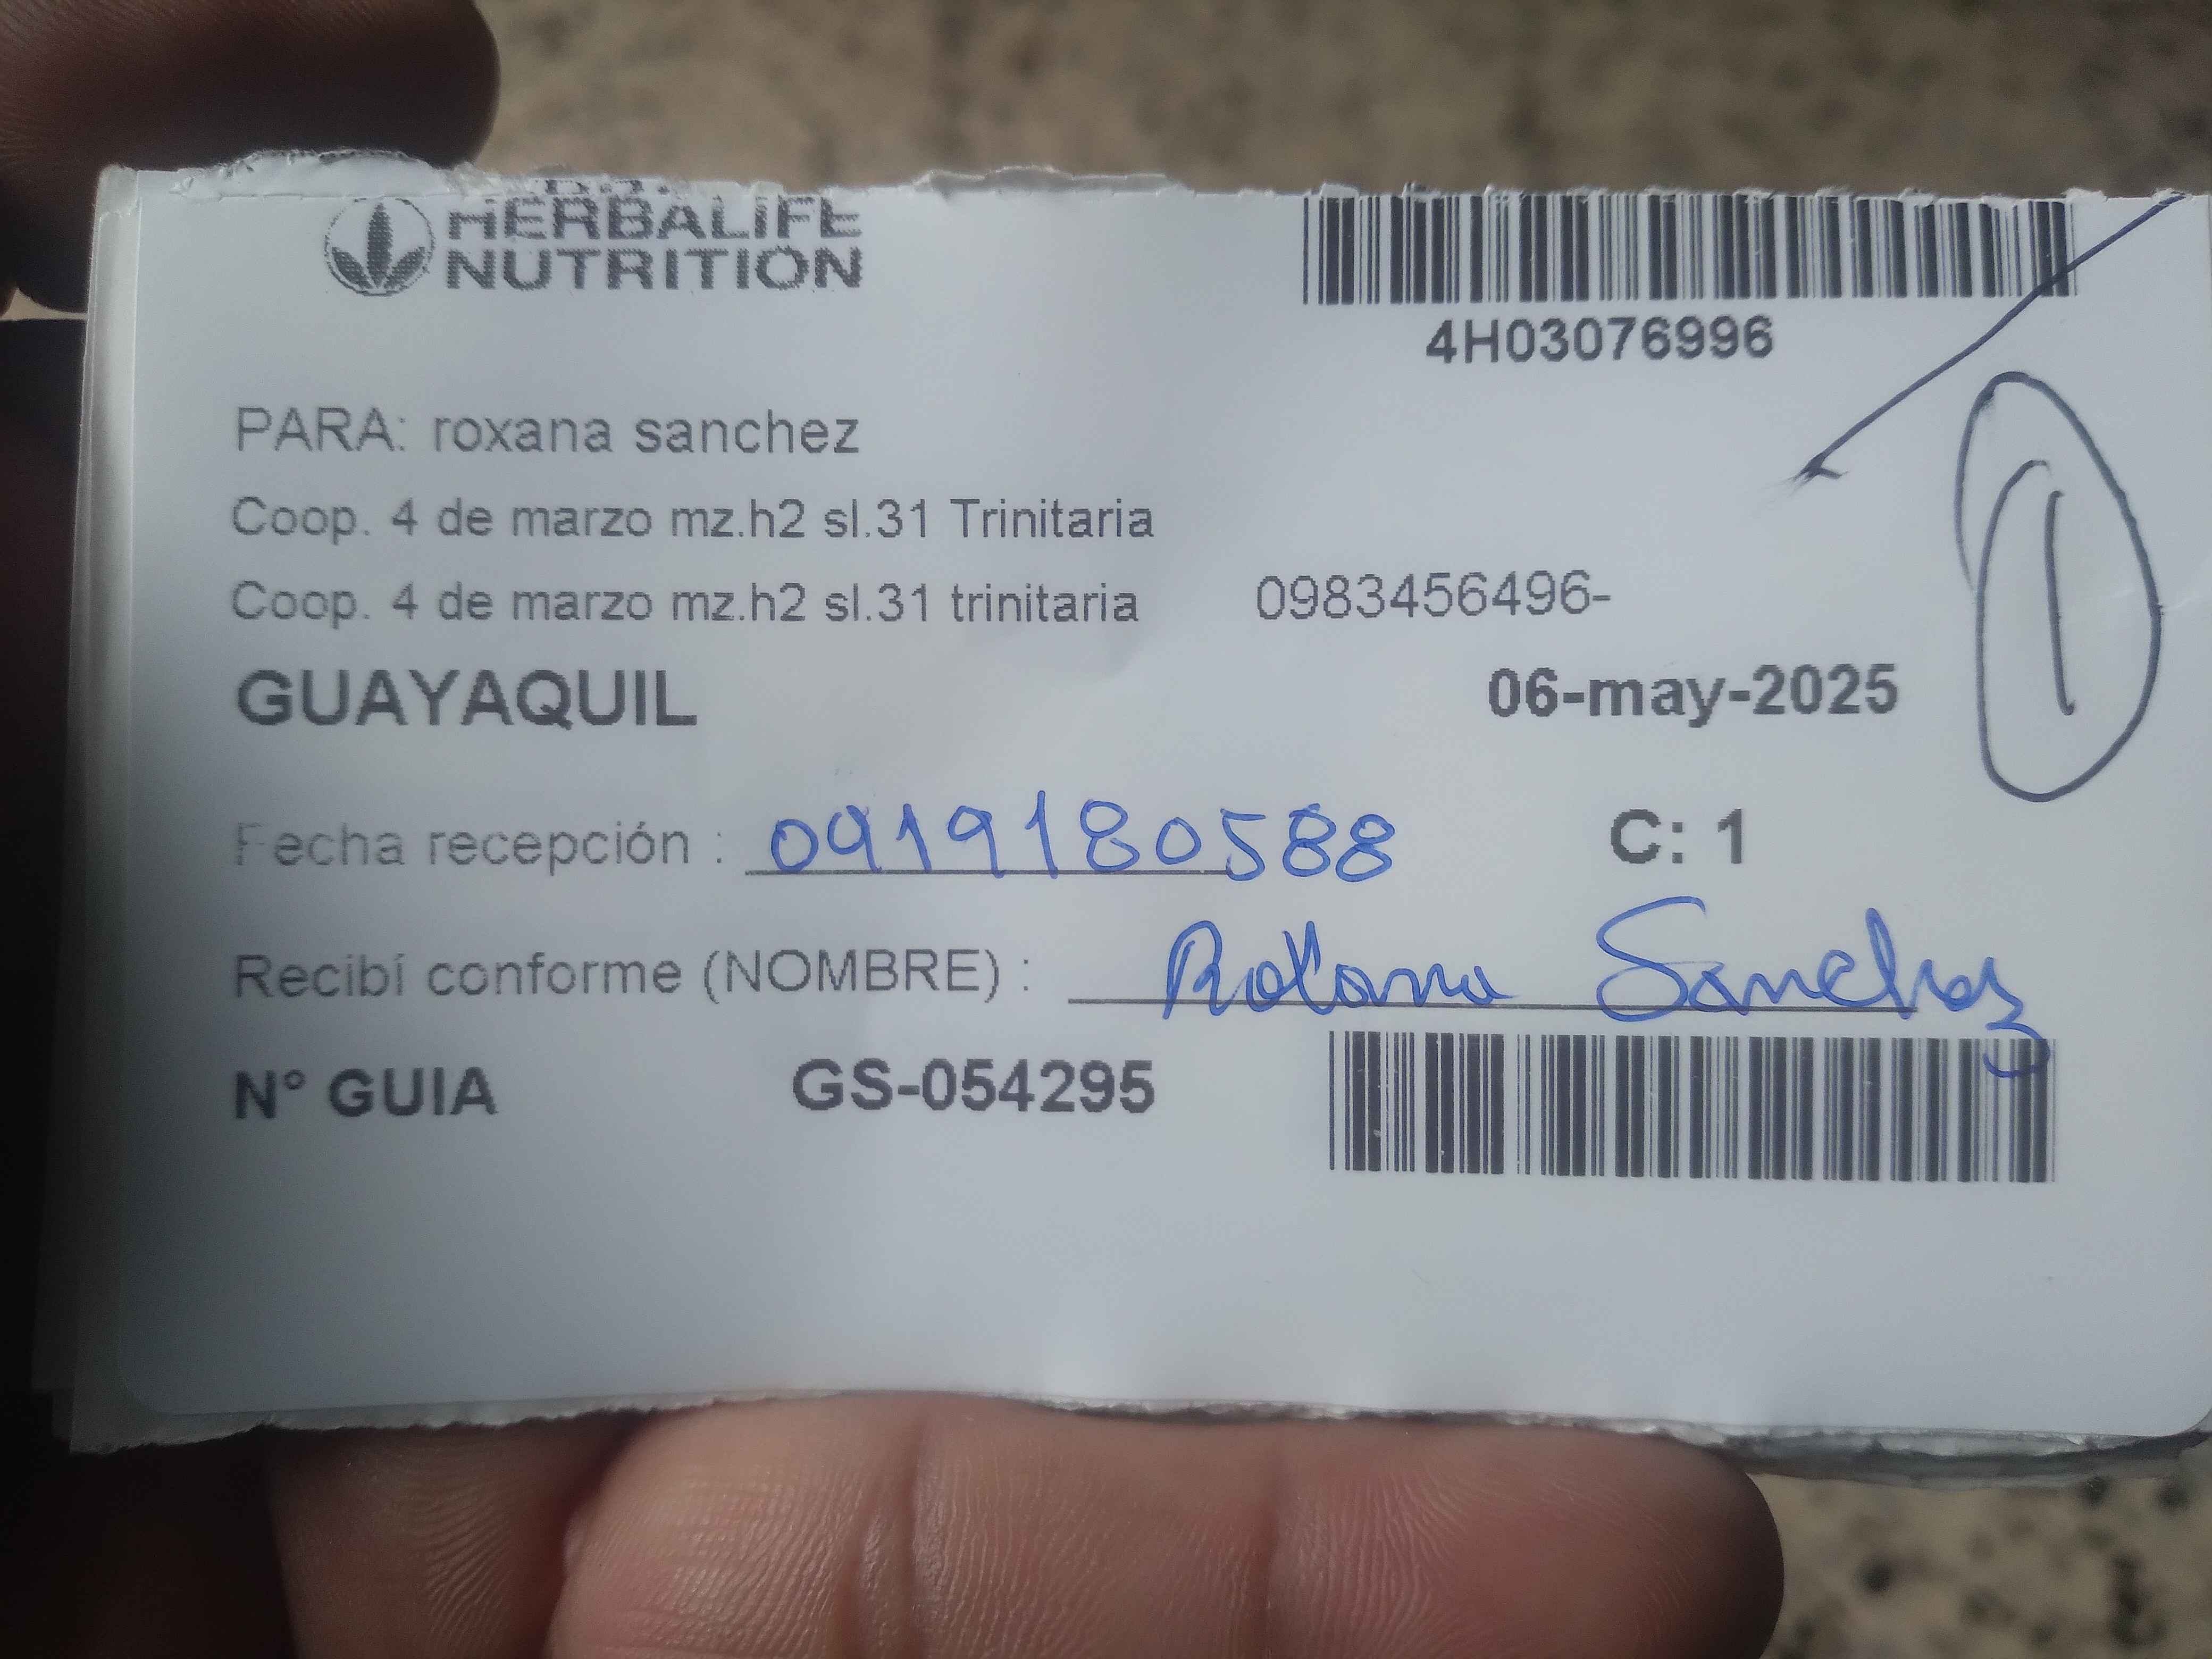 HERBALIFE
NUTRITION
4H03076996
PARA: roxana sanchez
Coop. 4 de marzo mz.h2 sl.31 Trinitaria
Coop. 4 de marzo mz.h2 sl.31 trinitaria 0983456496-
GUAYAQUIL 06-may-2025
1
Fecha recepción : 0919180588 C: 1
Recibí conforme (NOMBRE) : Roxana Sanchez
N° GUIA GS-054295